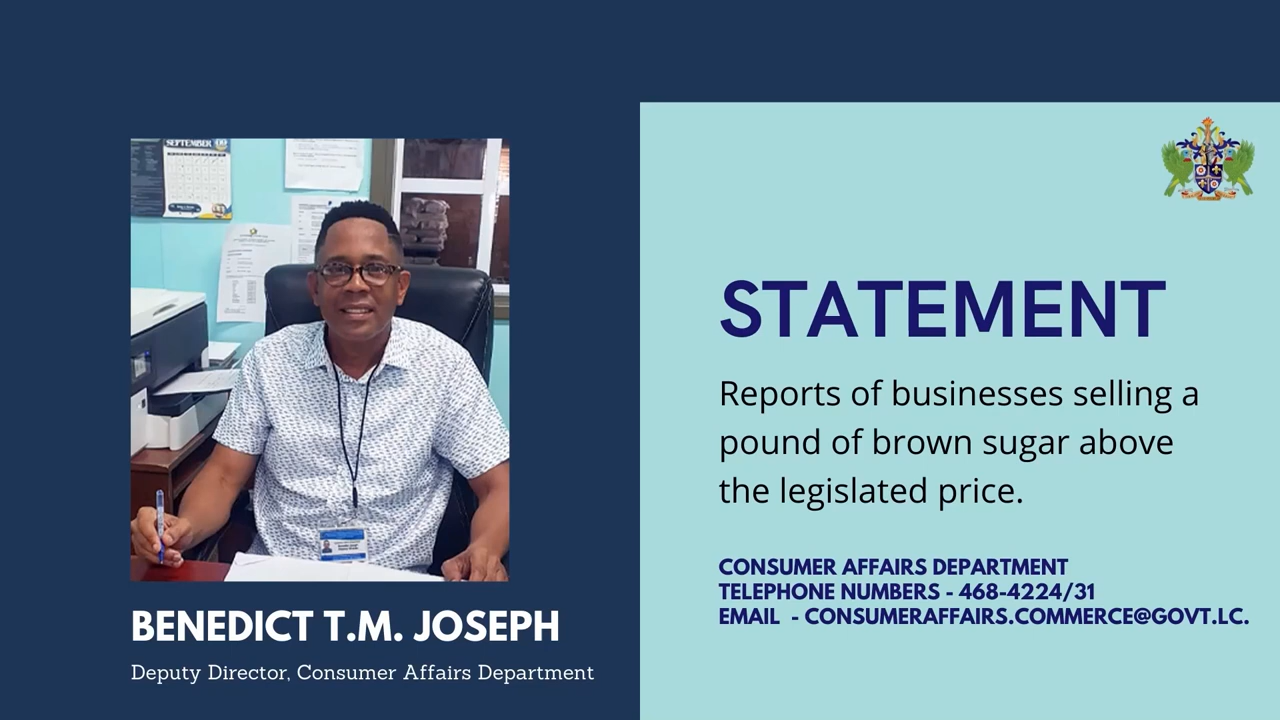 SEPTEMBER
BENEDICT T.M. JOSEPH
Deputy Director, Consumer Affairs Department
STATEMENT
Reports of businesses selling a
pound of brown sugar above
the legislated price.
CONSUMER AFFAIRS DEPARTMENT
TELEPHONE NUMBERS - 468-4224/31
EMAIL - CONSUMERAFFAIRS.COMMERCE@GOVT.LC.